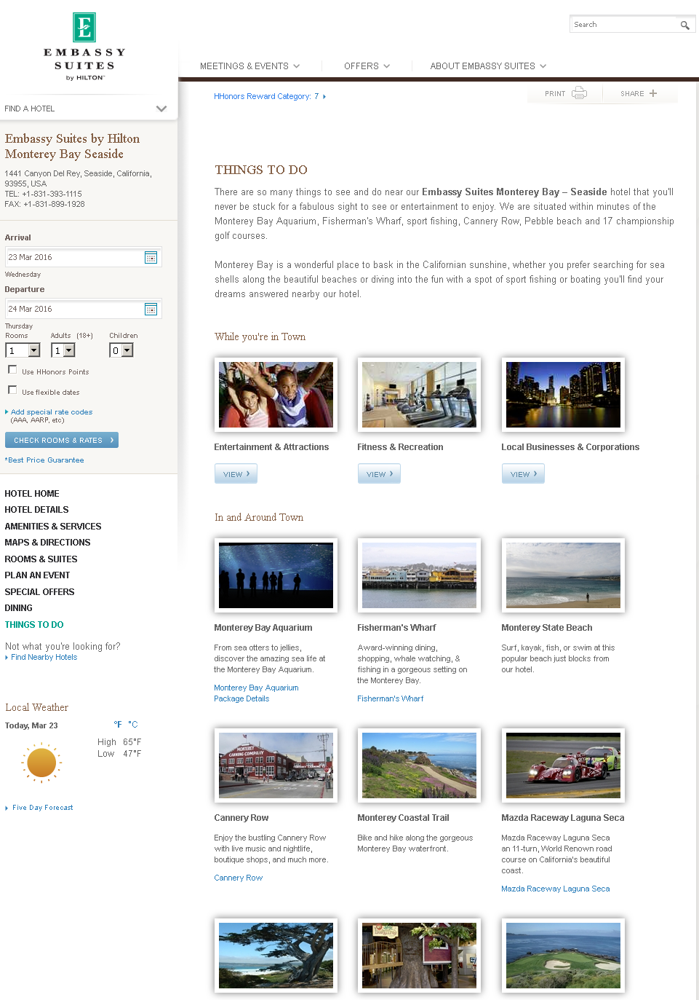 EMBASSY
SUITES
by HILTON™
Search
MEETINGS & EVENTS
OFFERS
ABOUT EMBASSY SUITES
FIND A HOTEL
HHonors Reward Category: 7
PRINT
SHARE
Embassy Suites by Hilton
Monterey Bay Seaside
1441 Canyon Del Rey, Seaside, California,
93955, USA
TEL: +1-831-393-1115
FAX: +1-831-899-1928
Arrival
23 Mar 2016
Wednesday
Departure
24 Mar 2016
Thursday
Rooms Adults (18+) Children
1 1 0
Use HHonors Points
Use flexible dates
Add special rate codes
(AAA, AARP, etc)
CHECK ROOMS & RATES
*Best Price Guarantee
HOTEL HOME
HOTEL DETAILS
AMENITIES & SERVICES
MAPS & DIRECTIONS
ROOMS & SUITES
PLAN AN EVENT
SPECIAL OFFERS
DINING
THINGS TO DO
Not what you're looking for?
Find Nearby Hotels
Local Weather
Today, Mar 23 °F °C
High 65°F
Low 47°F
Five Day Forecast
THINGS TO DO
There are so many things to see and do near our Embassy Suites Monterey Bay – Seaside hotel that you'll
never be stuck for a fabulous sight to see or entertainment to enjoy. We are situated within minutes of the
Monterey Bay Aquarium, Fisherman's Wharf, sport fishing, Cannery Row, Pebble beach and 17 championship
golf courses.
Monterey Bay is a wonderful place to bask in the Californian sunshine, whether you prefer searching for sea
shells along the beautiful beaches or diving into the fun with a spot of sport fishing or boating you'll find your
dreams answered nearby our hotel.
While you're in Town
Entertainment & Attractions
VIEW
Fitness & Recreation
VIEW
Local Businesses & Corporations
VIEW
In and Around Town
Monterey Bay Aquarium
From sea otters to jellies,
discover the amazing sea life at
the Monterey Bay Aquarium.
Monterey Bay Aquarium
Package Details
Fisherman's Wharf
Award-winning dining,
shopping, whale watching, &
fishing in a gorgeous setting on
the Monterey Bay.
Fisherman's Wharf
Monterey State Beach
Surf, kayak, fish, or swim at this
popular beach just blocks from
our hotel.
MONTEREY
CANNING COMPANY
Cannery Row
Enjoy the bustling Cannery Row
with live music and nightlife,
boutique shops, and much more.
Cannery Row
Monterey Coastal Trail
Bike and hike along the gorgeous
Monterey Bay waterfront.
Mazda Raceway Laguna Seca
Mazda Raceway Laguna Seca
an 11-turn, World Renown road
course on California's beautiful
coast.
Mazda Raceway Laguna Seca